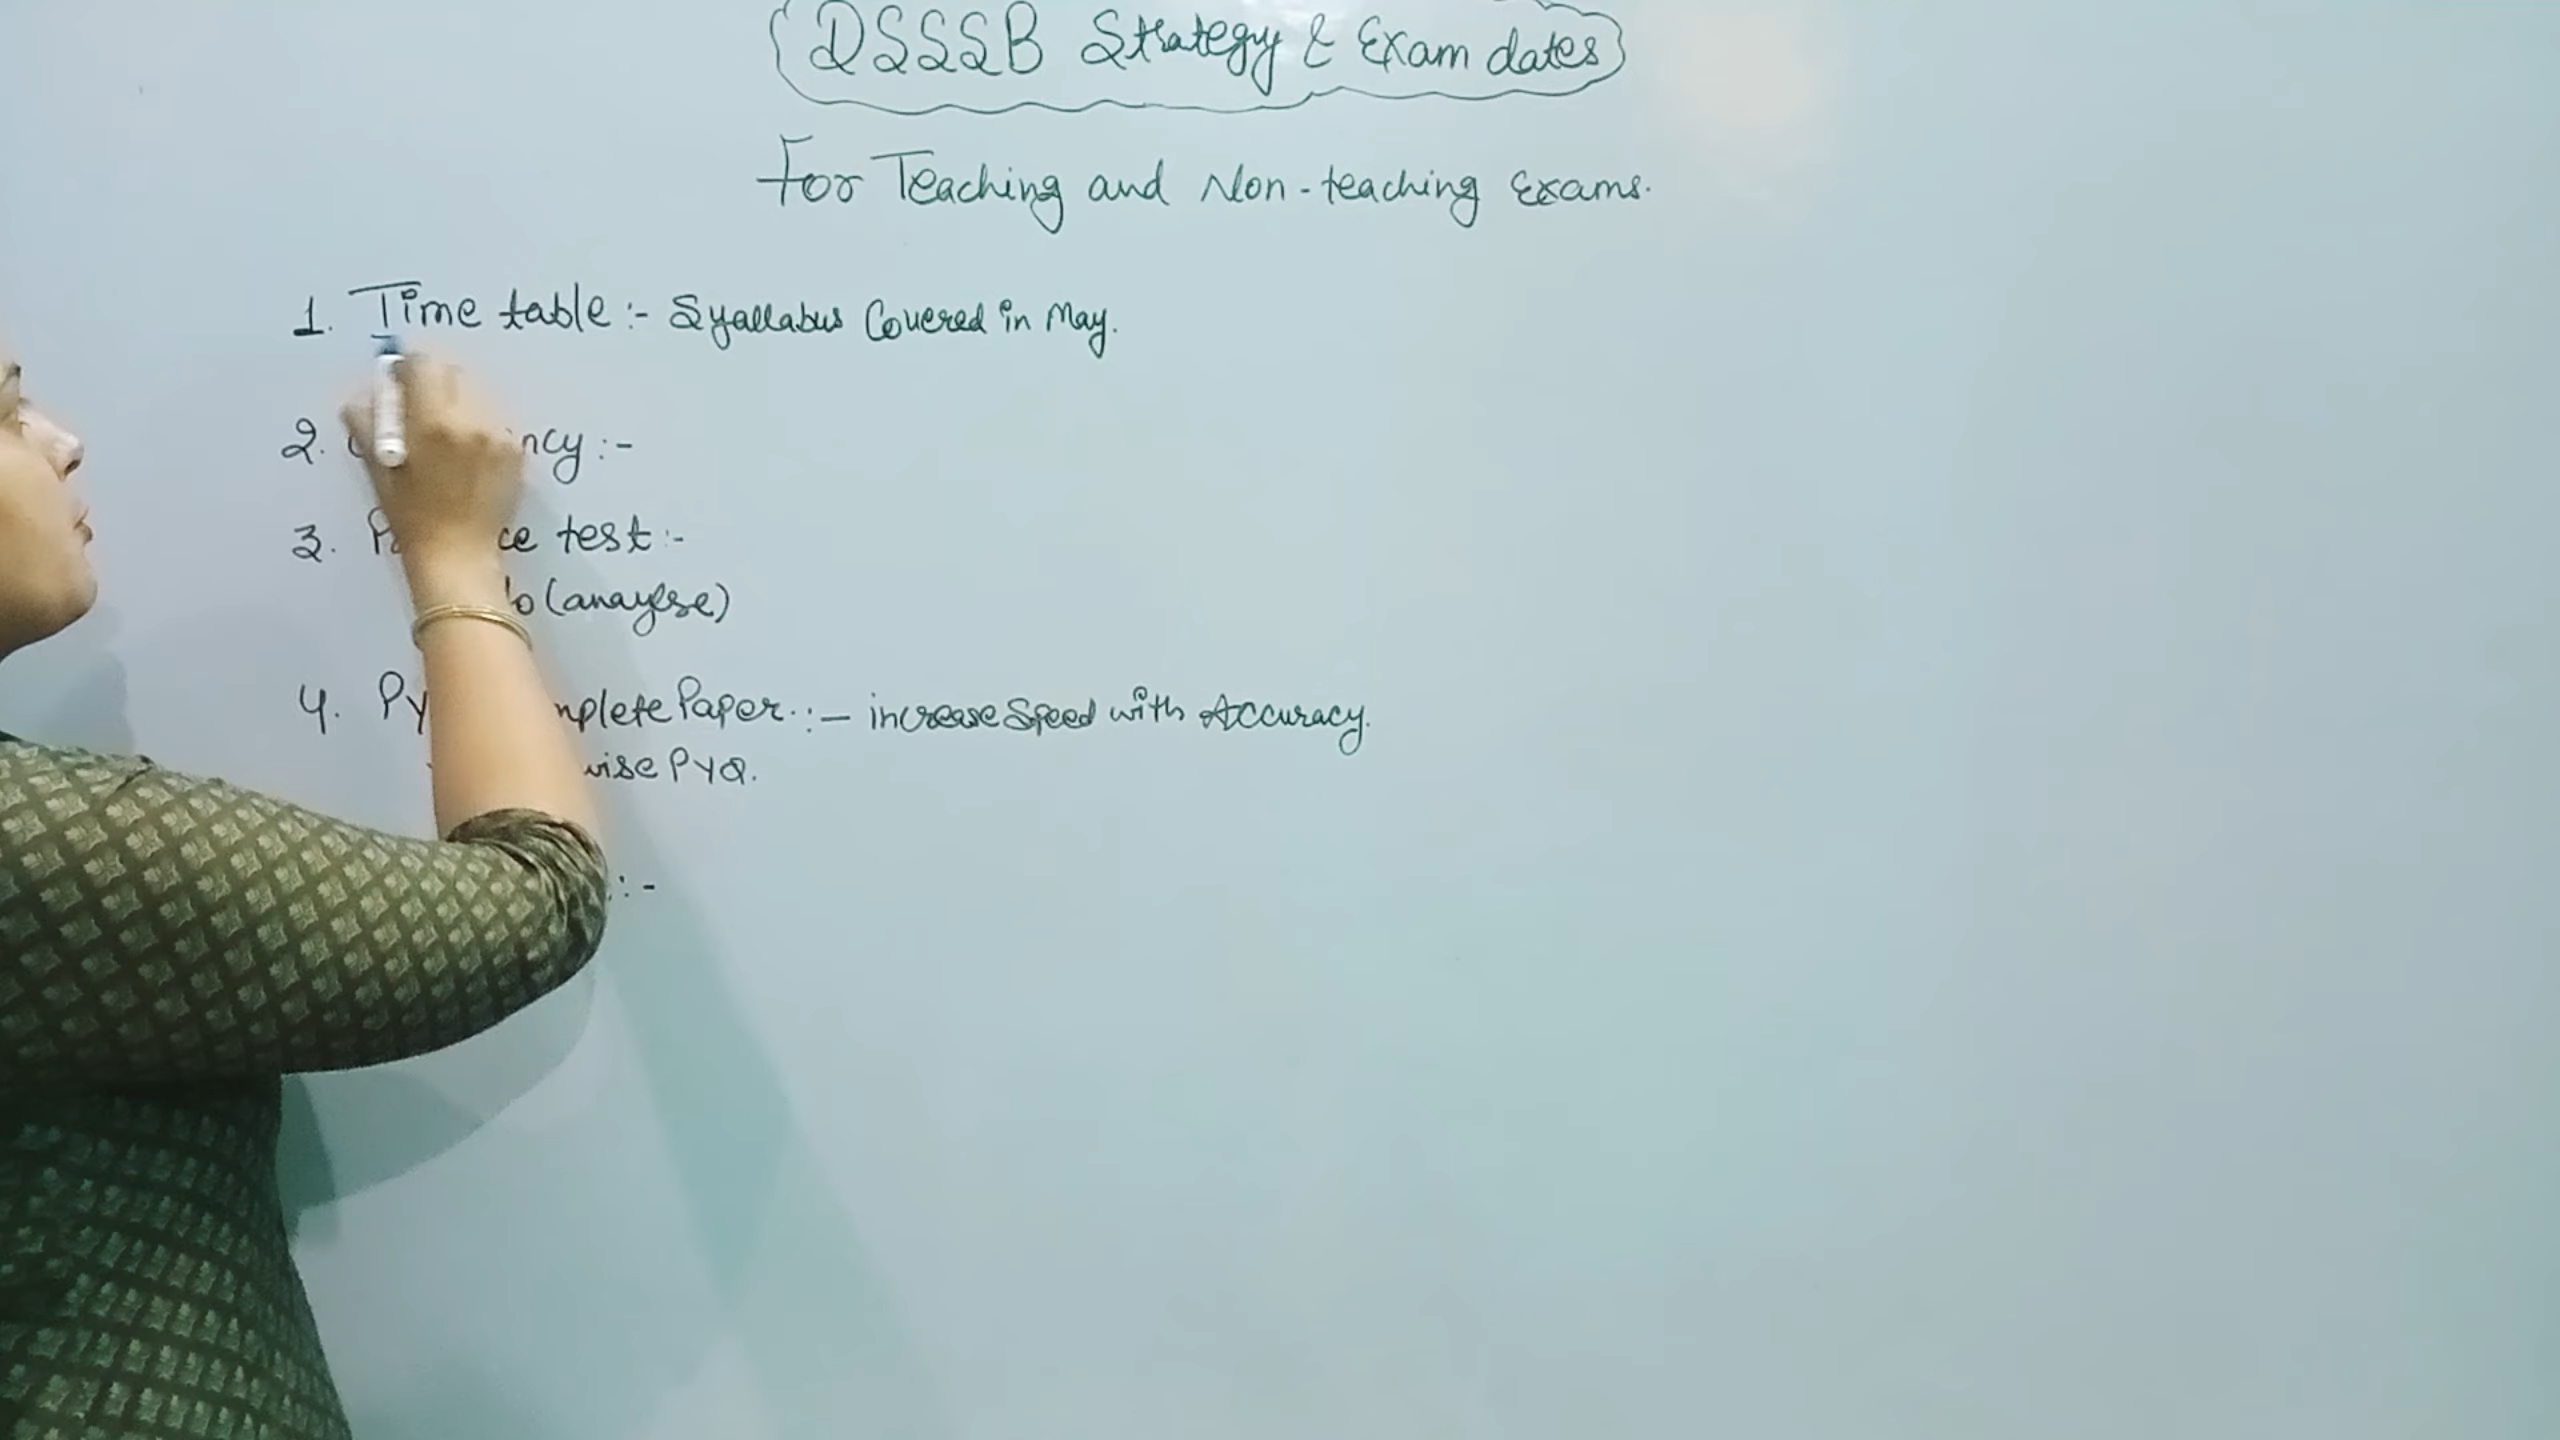 DSSSB Strategy & Exam dates
For Teaching and Non-teaching Exams.
1. Time table :- Syallabus Covered in May.
2. ncy :-
3. ce test :-
(anaylse)
4. Py mplete Paper. :- increase Speed with Accuracy.
wise PYQ.
:-